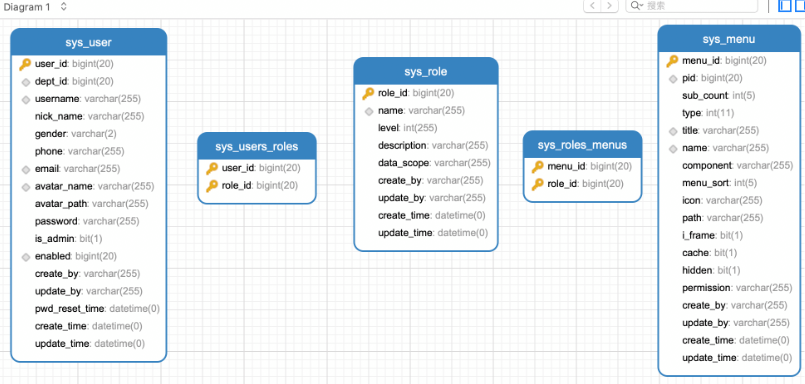 Diagram 1
搜索
sys_user
user_id: bigint(20)
dept_id: bigint(20)
username: varchar(255)
nick_name: varchar(255)
gender: varchar(2)
phone: varchar(255)
email: varchar(255)
avatar_name: varchar(255)
avatar_path: varchar(255)
password: varchar(255)
is_admin: bit(1)
enabled: bigint(20)
create_by: varchar(255)
update_by: varchar(255)
pwd_reset_time: datetime(0)
create_time: datetime(0)
update_time: datetime(0)
sys_users_roles
user_id: bigint(20)
role_id: bigint(20)
sys_role
role_id: bigint(20)
name: varchar(255)
level: int(255)
description: varchar(255)
data_scope: varchar(255)
create_by: varchar(255)
update_by: varchar(255)
create_time: datetime(0)
update_time: datetime(0)
sys_roles_menus
menu_id: bigint(20)
role_id: bigint(20)
sys_menu
menu_id: bigint(20)
pid: bigint(20)
sub_count: int(5)
type: int(11)
title: varchar(255)
name: varchar(255)
component: varchar(255)
menu_sort: int(5)
icon: varchar(255)
path: varchar(255)
i_frame: bit(1)
cache: bit(1)
hidden: bit(1)
permission: varchar(255)
create_by: varchar(255)
update_by: varchar(255)
create_time: datetime(0)
update_time: datetime(0)